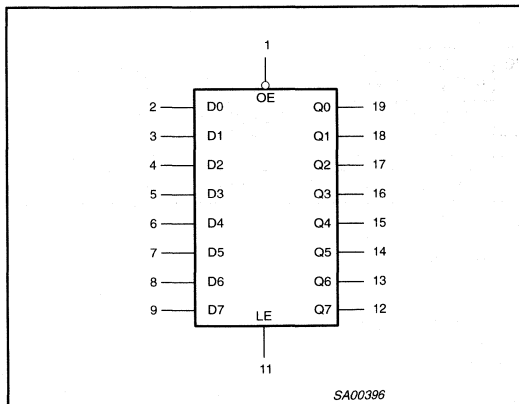 1
OE
2 D0 Q0 19
3 D1 Q1 18
4 D2 Q2 17
5 D3 Q3 16
6 D4 Q4 15
7 D5 Q5 14
8 D6 Q6 13
9 D7 Q7 12
LE
11
SA00396